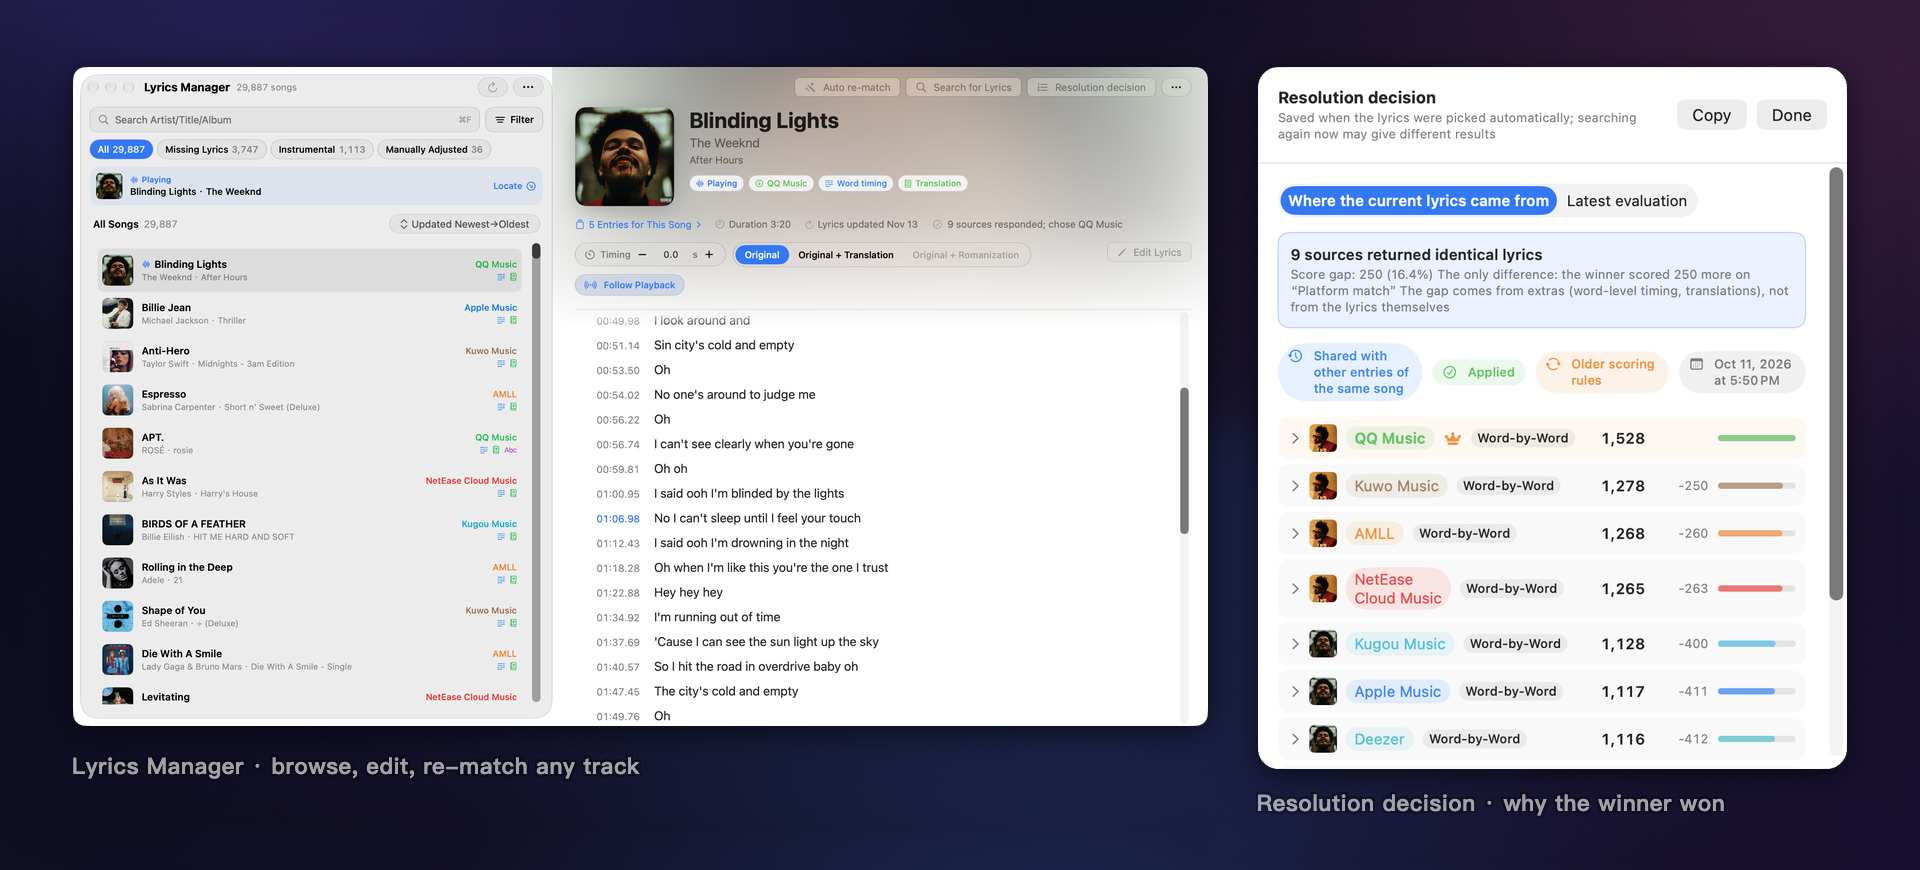 Lyrics Manager 29,887 songs
Search Artist/Title/Album ⌘F
Filter
All 29,887 Missing Lyrics 3,747 Instrumental 1,113 Manually Adjusted 36
Playing
Blinding Lights · The Weeknd
Locate
All Songs 29,887
Updated Newest→Oldest
Blinding Lights QQ Music
The Weeknd · After Hours
Billie Jean Apple Music
Michael Jackson · Thriller
Anti-Hero Kuwo Music
Taylor Swift · Midnights - 3am Edition
Espresso AMLL
Sabrina Carpenter · Short n' Sweet (Deluxe)
APT. QQ Music
ROSÉ · rosie Abc
As It Was NetEase Cloud Music
Harry Styles · Harry's House
BIRDS OF A FEATHER Kugou Music
Billie Eilish · HIT ME HARD AND SOFT
Rolling in the Deep AMLL
Adele · 21
Shape of You Kuwo Music
Ed Sheeran · ÷ (Deluxe)
Die With A Smile AMLL
Lady Gaga & Bruno Mars · Die With A Smile - Single
Levitating NetEase Cloud Music
Auto re-match Search for Lyrics Resolution decision
Blinding Lights
The Weeknd
After Hours
Playing QQ Music Word timing Translation
5 Entries for This Song > Duration 3:20 Lyrics updated Nov 13 9 sources responded; chose QQ Music
Timing − 0.0 s + Original Original + Translation Original + Romanization Edit Lyrics
Follow Playback
00:49.98 I look around and
00:51.14 Sin city's cold and empty
00:53.50 Oh
00:54.02 No one's around to judge me
00:56.22 Oh
00:56.74 I can't see clearly when you're gone
00:59.81 Oh oh
01:00.95 I said ooh I'm blinded by the lights
01:06.98 No I can't sleep until I feel your touch
01:12.43 I said ooh I'm drowning in the night
01:18.28 Oh when I'm like this you're the one I trust
01:22.88 Hey hey hey
01:34.92 I'm running out of time
01:37.69 'Cause I can see the sun light up the sky
01:40.57 So I hit the road in overdrive baby oh
01:47.45 The city's cold and empty
01:49.76 Oh
Lyrics Manager · browse, edit, re–match any track
Resolution decision
Saved when the lyrics were picked automatically; searching
again now may give different results
Copy Done
Where the current lyrics came from Latest evaluation
9 sources returned identical lyrics
Score gap: 250 (16.4%) The only difference: the winner scored 250 more on
“Platform match” The gap comes from extras (word-level timing, translations), not
from the lyrics themselves
Shared with
other entries of
the same song
Applied
Older scoring
rules
Oct 11, 2026
at 5:50 PM
QQ Music Word-by-Word 1,528
Kuwo Music Word-by-Word 1,278 -250
AMLL Word-by-Word 1,268 -260
NetEase
Cloud Music Word-by-Word 1,265 -263
Kugou Music Word-by-Word 1,128 -400
Apple Music Word-by-Word 1,117 -411
Deezer Word-by-Word 1,116 -412
Resolution decision · why the winner won